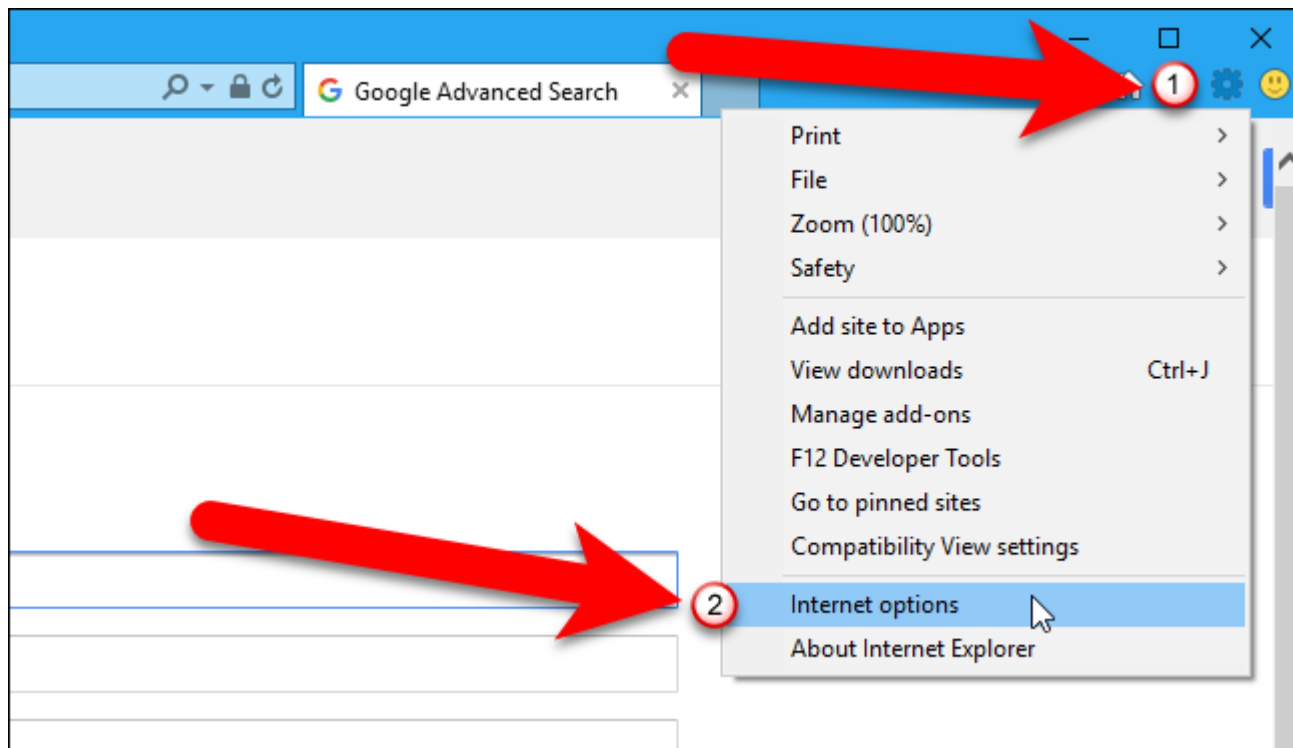 Google Advanced Search
1
Print
File
Zoom (100%)
Safety
Add site to Apps
View downloads Ctrl+J
Manage add-ons
F12 Developer Tools
Go to pinned sites
Compatibility View settings
2 Internet options
About Internet Explorer